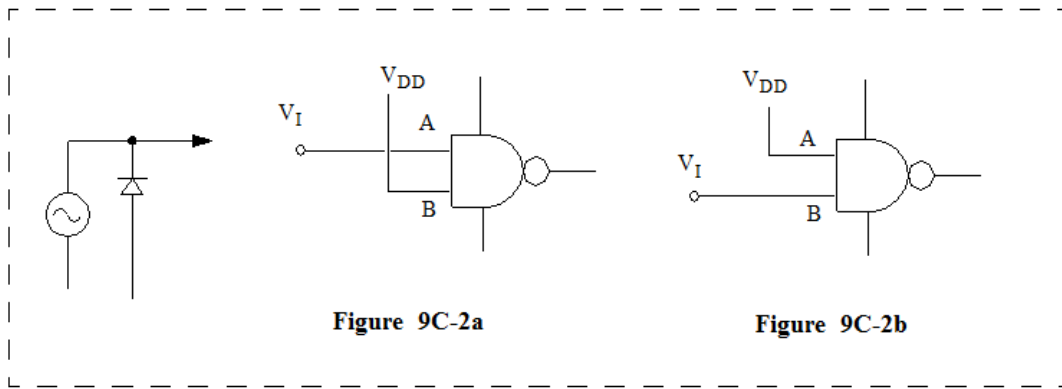 V_DD
V_I
A
B
Figure 9C-2a
V_DD
V_I
A
B
Figure 9C-2b